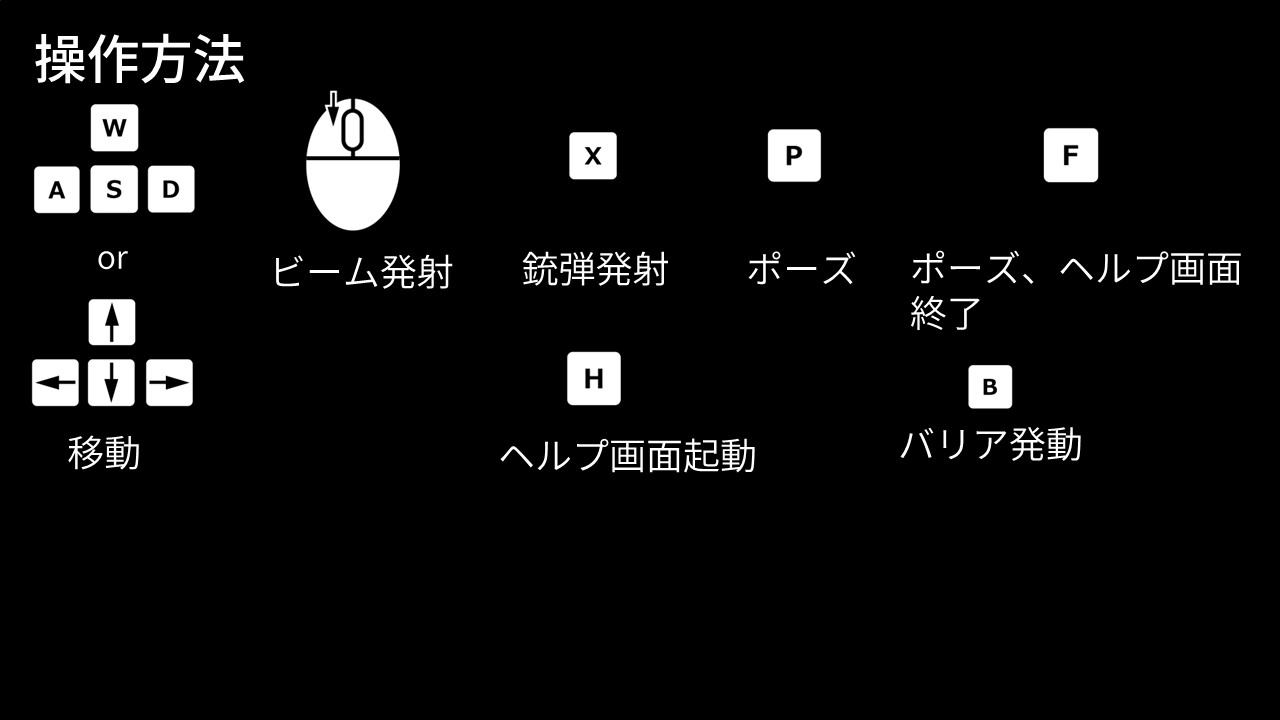 操作方法
W
A S D
or
移動
ビーム発射
X
銃弾発射
P
ポーズ
F
ポーズ、ヘルプ画面
終了
H
ヘルプ画面起動
B
バリア発動